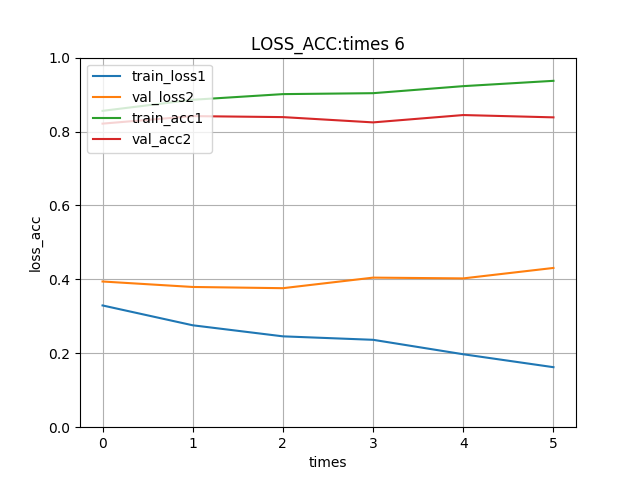 LOSS_ACC:times 6
train_loss1
val_loss2
train_acc1
val_acc2
1.0
0.8
0.6
0.4
0.2
0.0
loss_acc
0 1 2 3 4 5
times